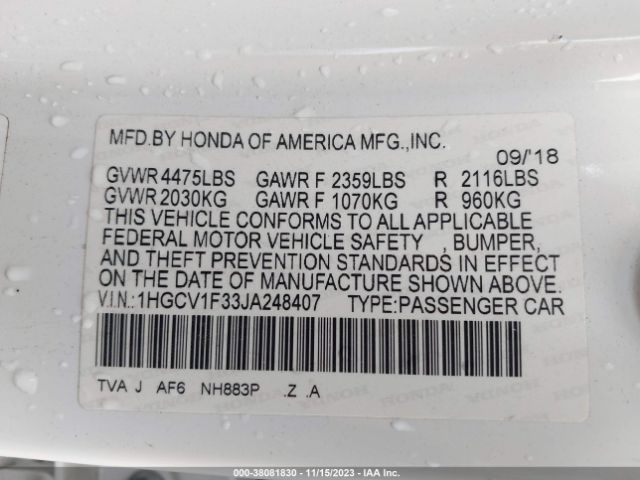 MFD.BY HONDA OF AMERICA MFG.,INC.
09/'18
GVWR 4475LBS GAWR F 2359LBS R 2116LBS
GVWR 2030KG GAWR F 1070KG R 960KG
THIS VEHICLE CONFORMS TO ALL APPLICABLE
FEDERAL MOTOR VEHICLE SAFETY , BUMPER,
AND THEFT PREVENTION STANDARDS IN EFFECT
ON THE DATE OF MANUFACTURE SHOWN ABOVE.
V.I.N.:1HGCV1F33JA248407 TYPE:PASSENGER CAR
TVA J AF6 NH883P .Z .A
000-38081830 - 11/15/2023 - IAA Inc.